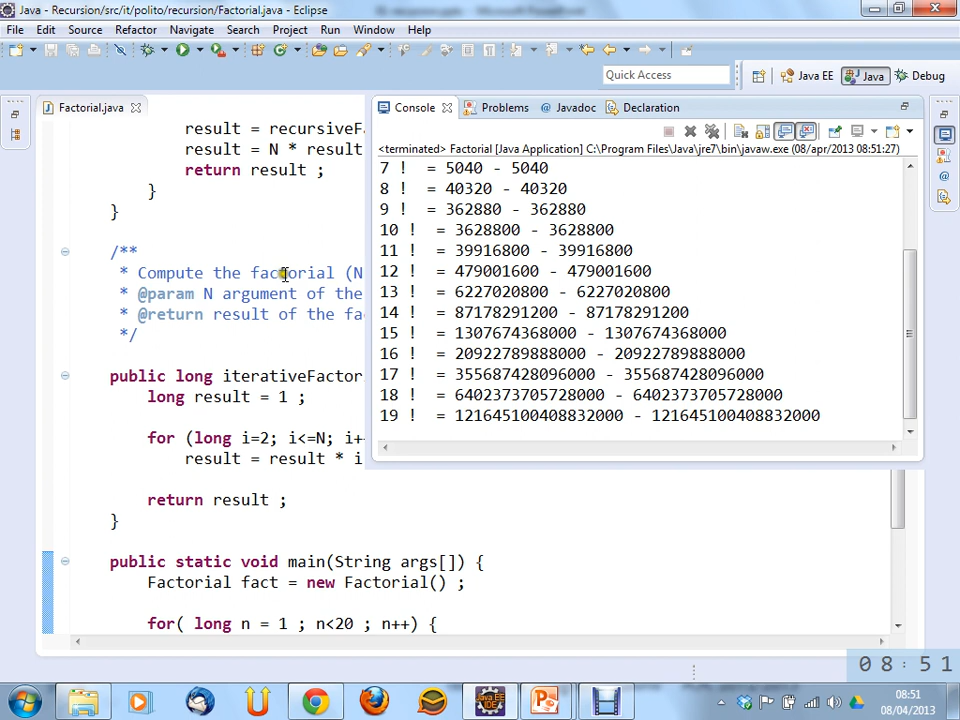 Java - Recursion/src/it/polito/recursion/Factorial.java - Eclipse
File Edit Source Refactor Navigate Search Project Run Window Help
Quick Access
Java EE Java Debug
Factorial.java
result = recursiveFa
result = N * result
return result ;
}
}
/**
* Compute the factorial (N
* @param N argument of the
* @return result of the fac
*/
public long iterativeFactor
long result = 1 ;
for (long i=2; i<=N; i+
result = result * i
return result ;
}
public static void main(String args[]) {
Factorial fact = new Factorial() ;
for( long n = 1 ; n<20 ; n++) {
Console Problems Javadoc Declaration
<terminated> Factorial [Java Application] C:\Program Files\Java\jre7\bin\javaw.exe (08/apr/2013 08:51:27)
7 ! = 5040 - 5040
8 ! = 40320 - 40320
9 ! = 362880 - 362880
10 ! = 3628800 - 3628800
11 ! = 39916800 - 39916800
12 ! = 479001600 - 479001600
13 ! = 6227020800 - 6227020800
14 ! = 87178291200 - 87178291200
15 ! = 1307674368000 - 1307674368000
16 ! = 20922789888000 - 20922789888000
17 ! = 355687428096000 - 355687428096000
18 ! = 6402373705728000 - 6402373705728000
19 ! = 121645100408832000 - 121645100408832000
08:51
Java EE
IDE
08:51
08/04/2013